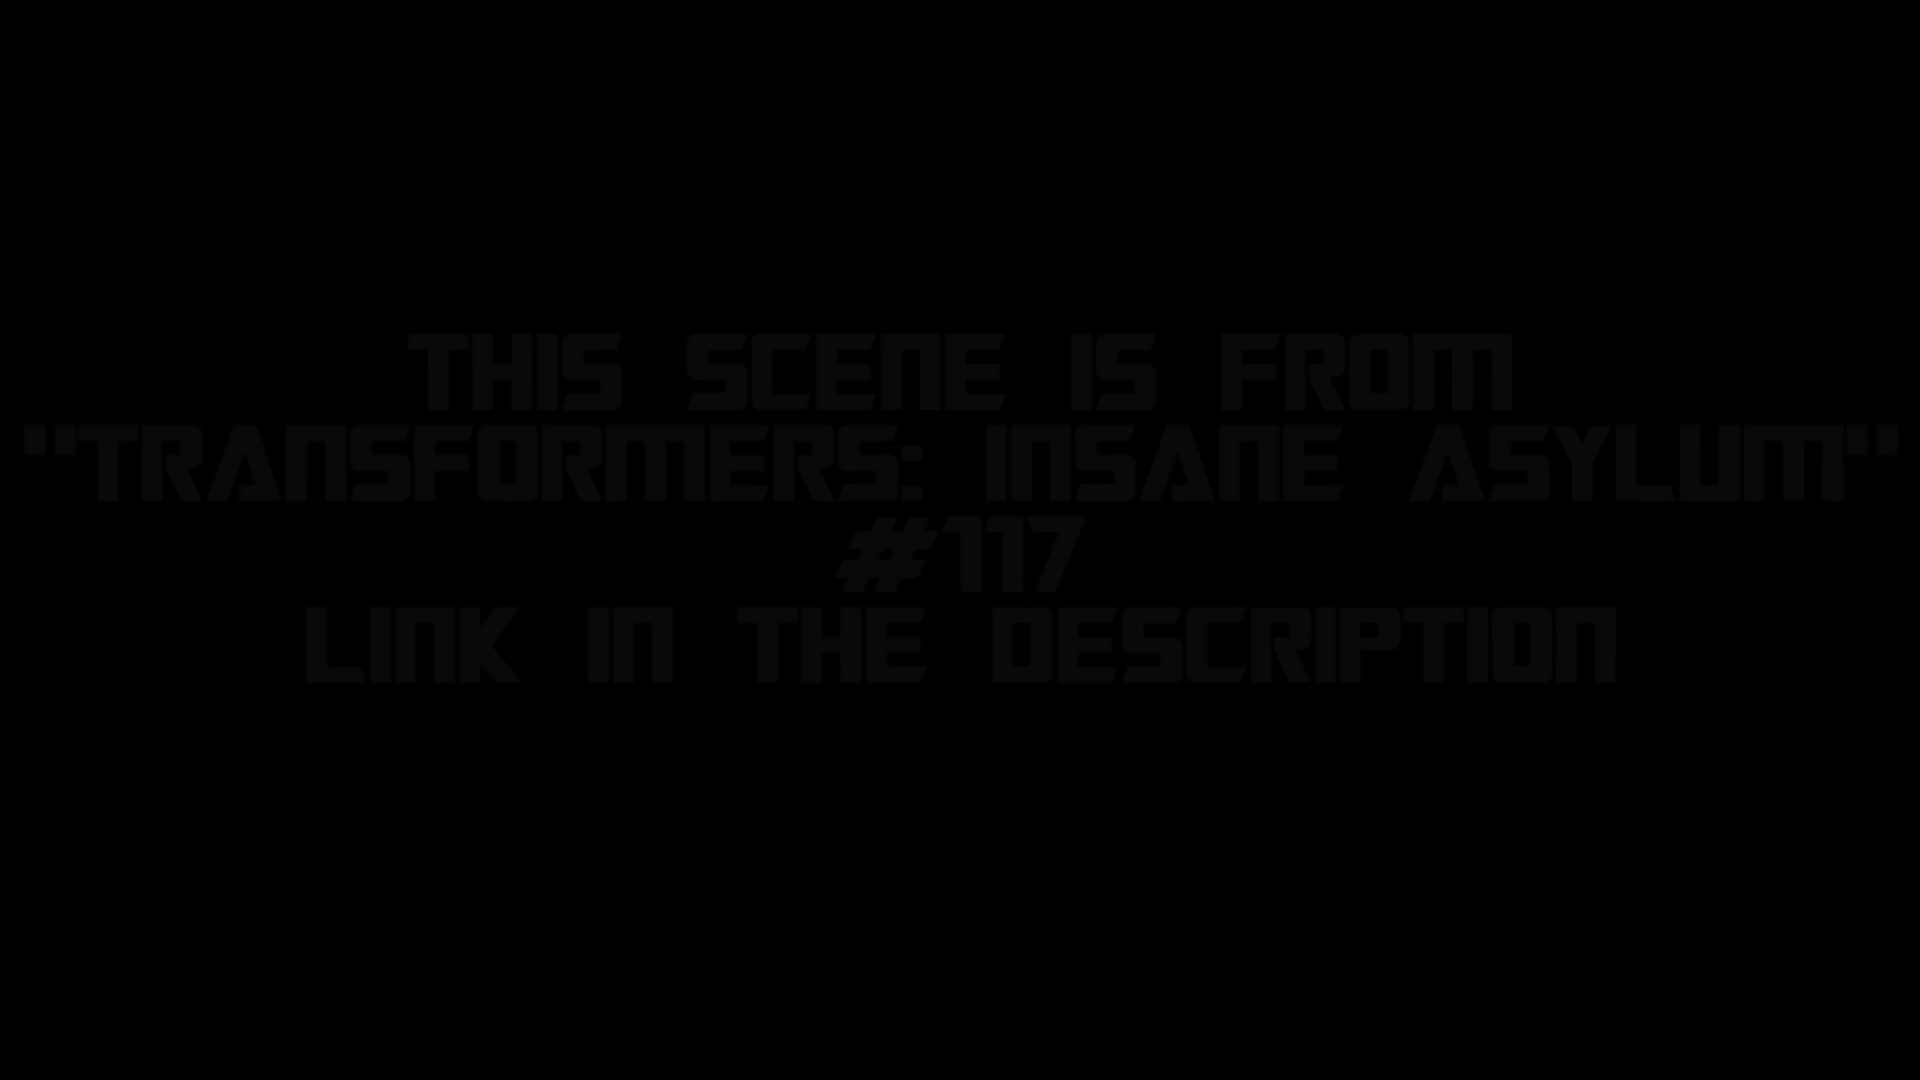 THIS SCENE IS FROM
"TRANSFORMERS: INSANE ASYLUM"
#117
LINK IN THE DESCRIPTION